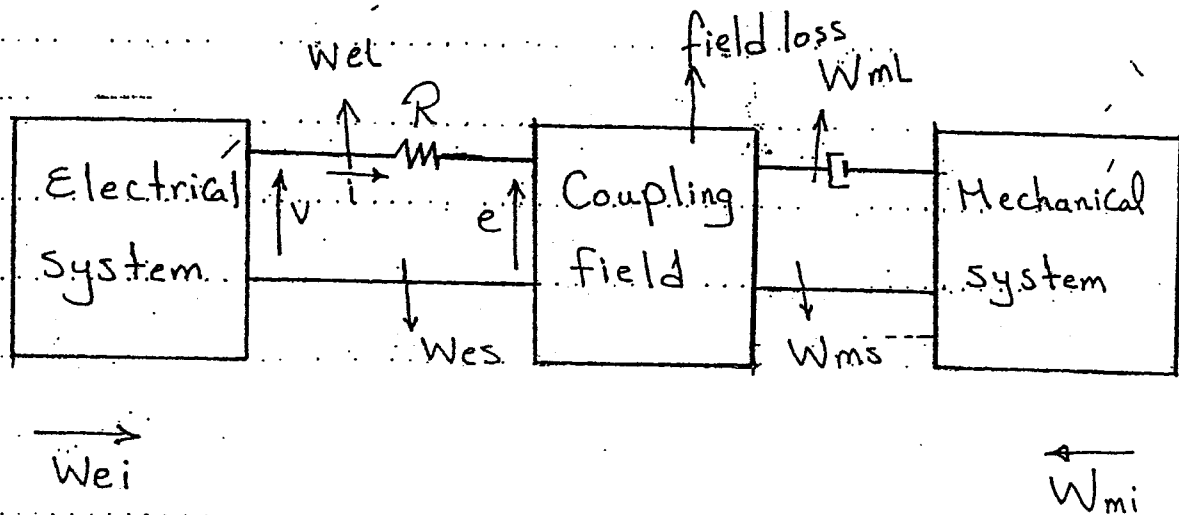 field loss
Wel
WmL
R
Electrical
system
v
i
e
Coupling
field
Mechanical
system
Wes
Wms
Wei
Wmi